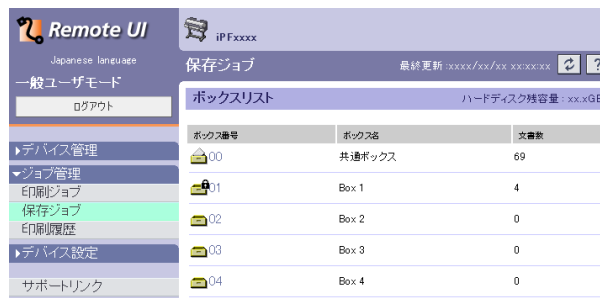 Remote UI
Japanese language
一般ユーザモード
ログアウト
▸デバイス管理
▾ジョブ管理
印刷ジョブ
保存ジョブ
印刷履歴
▸デバイス設定
サポートリンク
iPFxxxx
保存ジョブ
最終更新 :xxxx/xx/xx xx:xx:xx
?
ボックスリスト
ハードディスク残容量 : xx.xGB
ボックス番号 ボックス名 文書数
00 共通ボックス 69
01 Box 1 4
02 Box 2 0
03 Box 3 0
04 Box 4 0